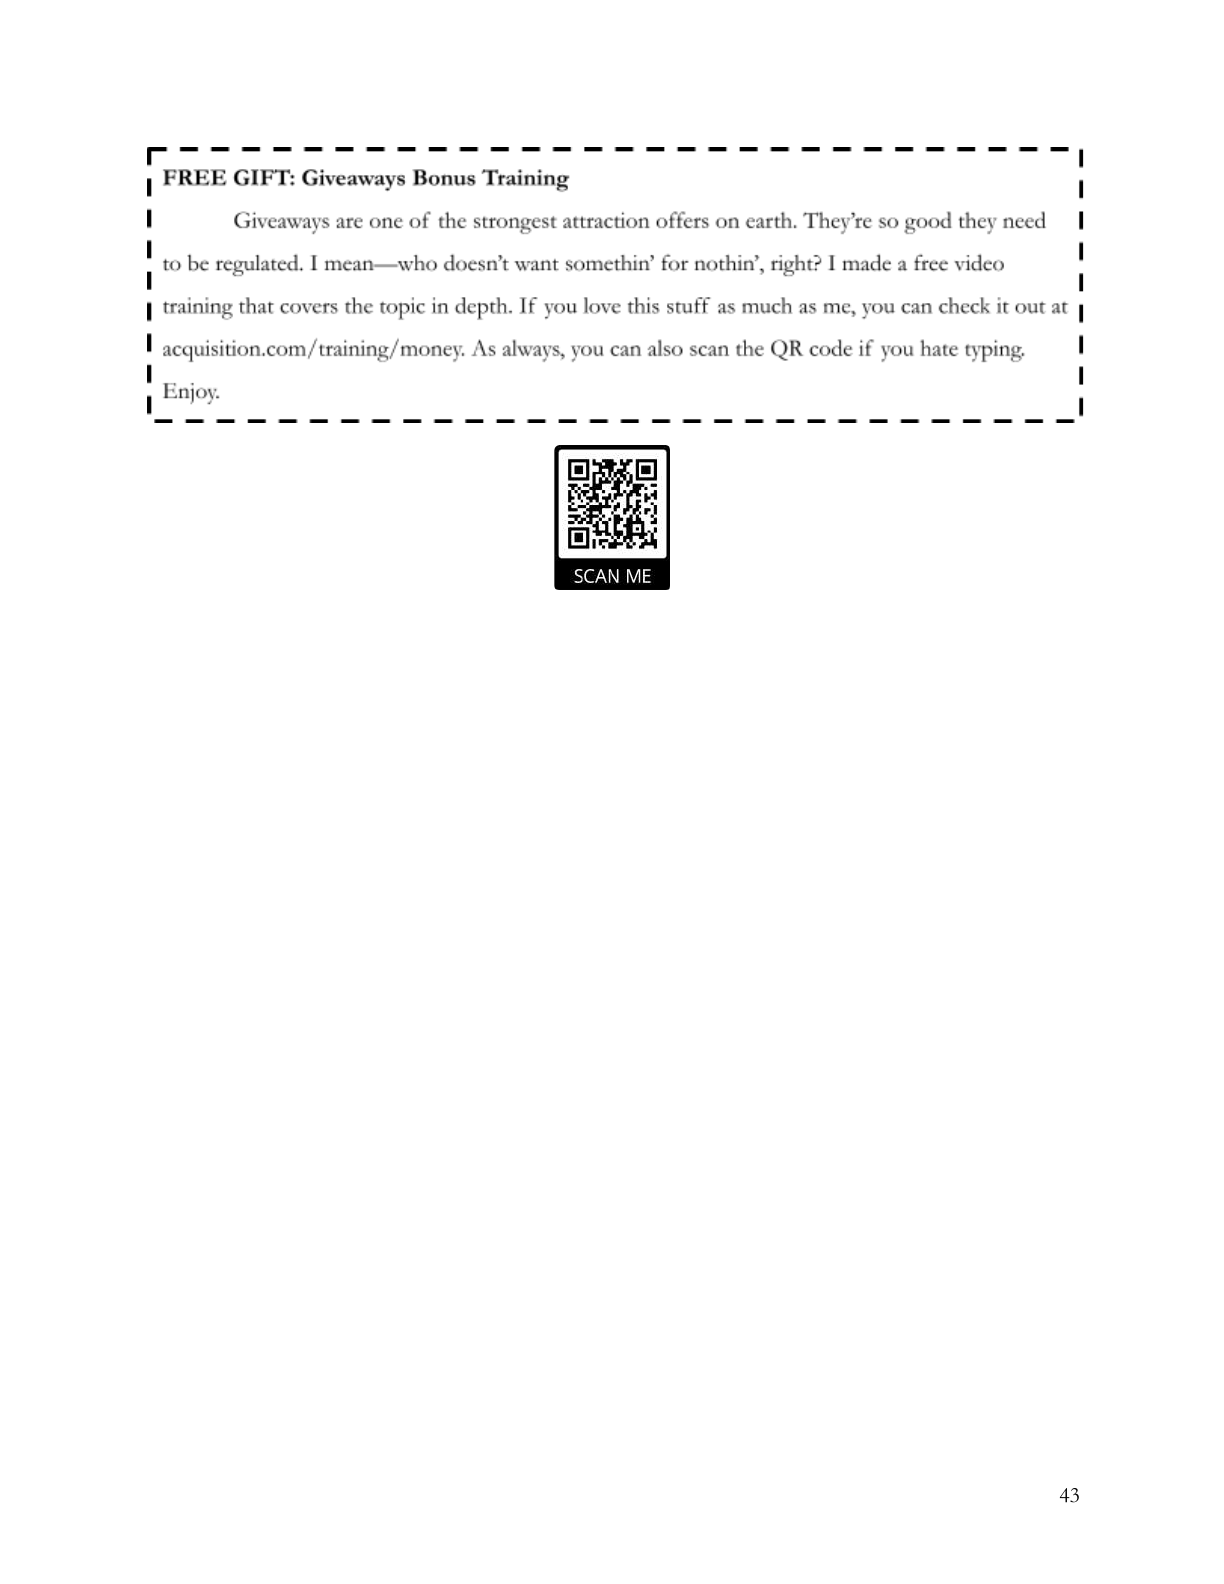 FREE GIFT: Giveaways Bonus Training
Giveaways are one of the strongest attraction offers on earth. They're so good they need
to be regulated. I mean—who doesn't want somethin' for nothin', right? I made a free video
training that covers the topic in depth. If you love this stuff as much as me, you can check it out at
acquisition.com/training/money. As always, you can also scan the QR code if you hate typing.
Enjoy.
SCAN ME
43